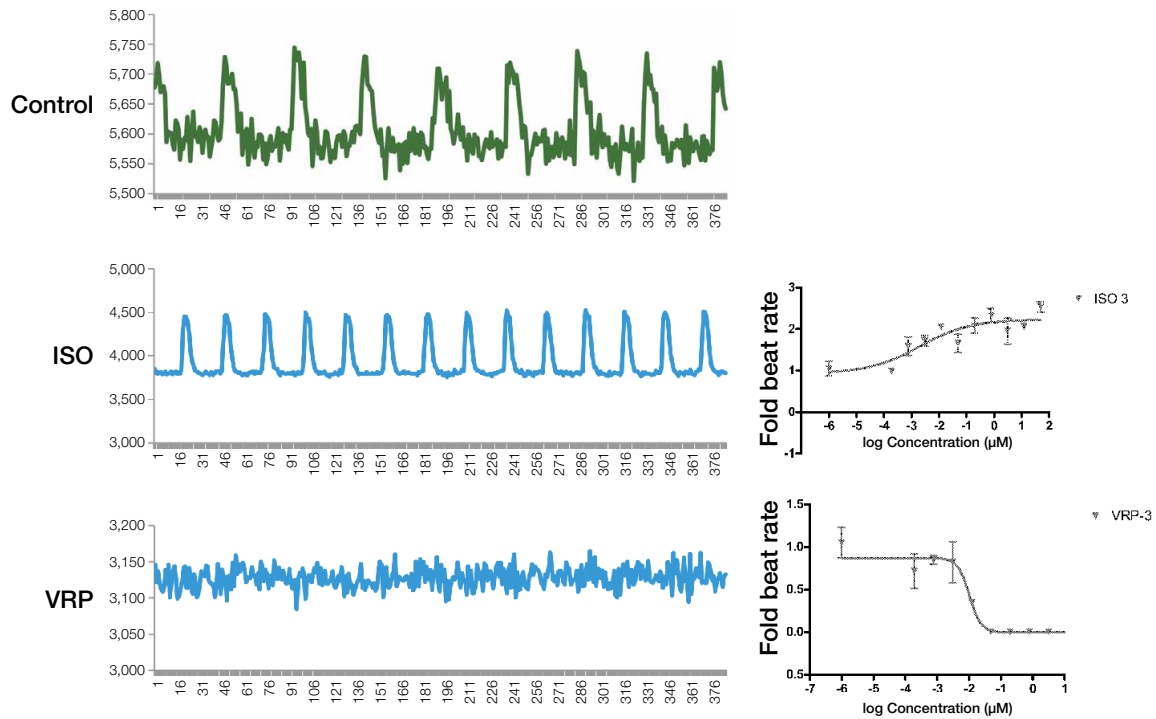 Control
5,800
5,750
5,700
5,650
5,600
5,550
5,500
1 16 31 46 61 76 91 106 121 136 151 166 181 196 211 226 241 256 271 286 301 316 331 346 361 376
ISO
5,000
4,500
4,000
3,500
3,000
1 16 31 46 61 76 91 106 121 136 151 166 181 196 211 226 241 256 271 286 301 316 331 346 361 376
Fold beat rate
3
2
1
0
-1
-6 -5 -4 -3 -2 -1 0 1 2
log Concentration (µM)
ISO 3
VRP
3,200
3,150
3,100
3,050
3,000
1 16 31 46 61 76 91 106 121 136 151 166 181 196 211 226 241 256 271 286 301 316 331 346 361 376
Fold beat rate
1.5
1.0
0.5
0.0
0.5
-7 -6 -5 -4 -3 -2 -1 0 1
log Concentration (µM)
VRP-3